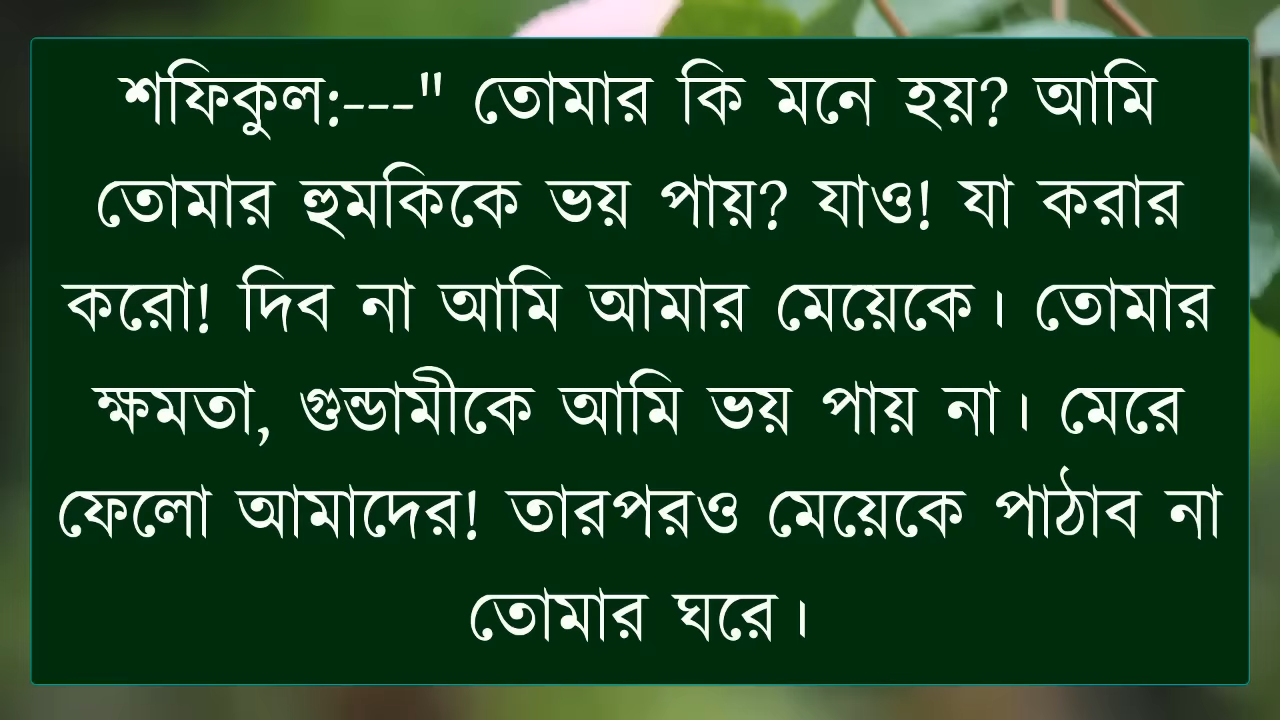 শফিকুল:---" তোমার কি মনে হয়? আমি
তোমার হুমকিকে ভয় পায়? যাও! যা করার
করো! দিব না আমি আমার মেয়েকে। তোমার
ক্ষমতা, গুন্ডামীকে আমি ভয় পায় না। মেরে
ফেলো আমাদের! তারপরও মেয়েকে পাঠাব না
তোমার ঘরে।